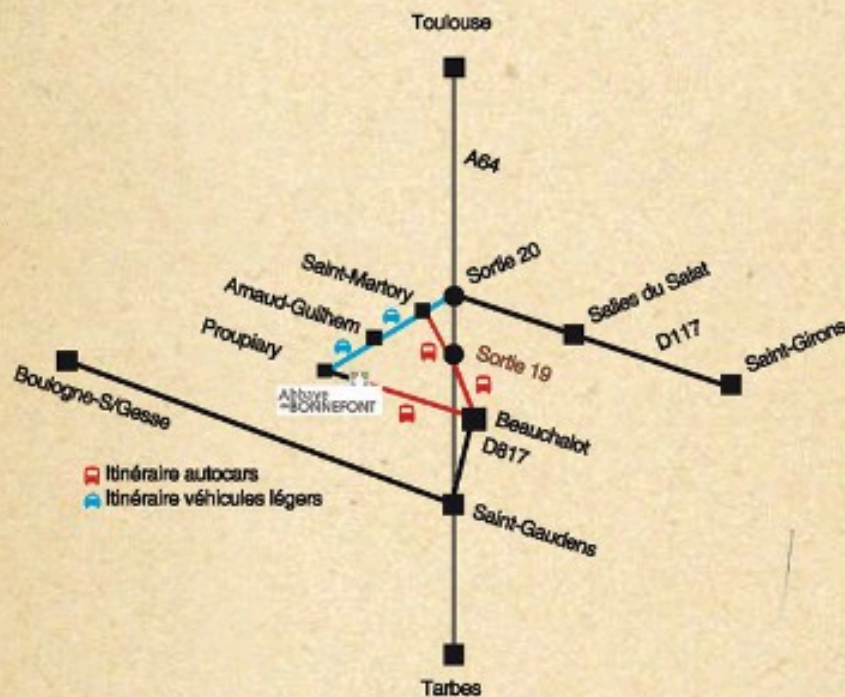 Toulouse
A64
Sortie 20
Saint-Martory
Salies du Salat
Arnaud-Guilhem
D117
Proupiary
Saint-Girons
Sortie 19
Boulogne-S/Gesse
Abbaye
de BONNEFONT
Beauchalot
D817
Itinéraire autocars
Itinéraire véhicules légers
Saint-Gaudens
Tarbes